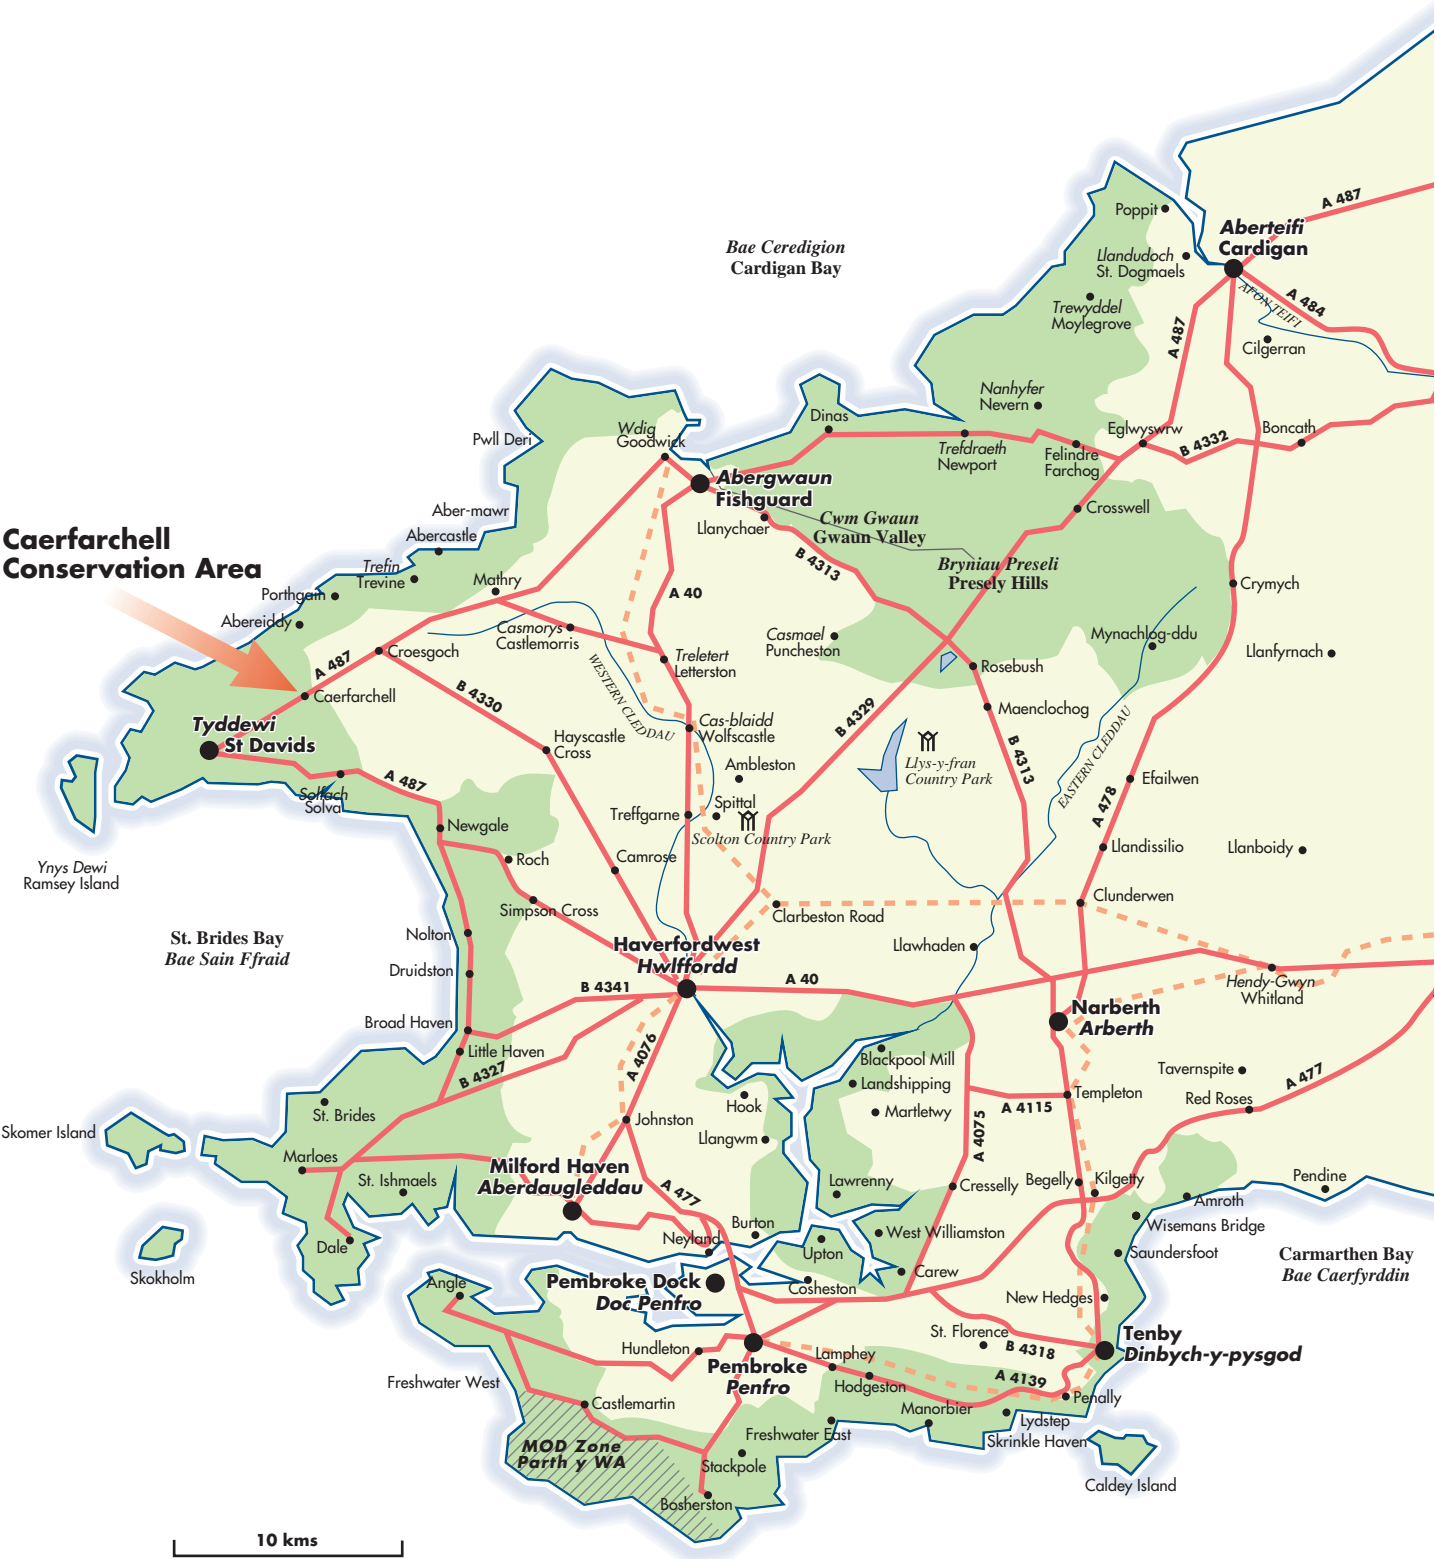 A 487
Poppit
Aberteifi
Cardigan
Bae Ceredigion
Cardigan Bay
Llandudoch
St. Dogmaels
AFON TEIFI
A 484
Trewyddel
Moylegrove
A 487
Cilgerran
Nanhyfer
Nevern
Dinas
Wdig
Goodwick
Pwll Deri
Eglwyswrw
B 4332
Boncath
Trefdraeth
Newport
Felindre
Farchog
Abergwaun
Fishguard
Aber-mawr
Llanychaer
Cwm Gwaun
Gwaun Valley
Crosswell
Caerfarchell
Conservation Area
Abercastle
B 4313
Bryniau Preseli
Presely Hills
Trefin
Trevine
Mathry
Crymych
Porthgain
A 40
Abereiddy
Casmorys
Castlemorris
Casmael
Puncheston
Mynachlog-ddu
Croesgoch
A 487
Treletert
Letterston
Llanfyrnach
Rosebush
WESTERN CLEDDAU
Caerfarchell
B 4330
Maenclochog
B 4329
Tyddewi
St Davids
Cas-blaidd
Wolfscastle
EASTERN CLEDDAU
Hayscastle
Cross
B 4313
Llys-y-fran
Country Park
Ambleston
Efailwen
A 487
Solfach
Solva
Spittal
A 478
Treffgarne
Newgale
Scolton Country Park
Llandissilio
Llanboidy
Roch
Camrose
Ynys Dewi
Ramsey Island
Clunderwen
Simpson Cross
Clarbeston Road
St. Brides Bay
Bae Sain Ffraid
Nolton
Haverfordwest
Hwlffordd
Llawhaden
Druidston
A 40
B 4341
Hendy-Gwyn
Whitland
Narberth
Arberth
Broad Haven
Little Haven
A 4076
Blackpool Mill
B 4327
Tavernspite
A 477
Landshipping
Templeton
Red Roses
St. Brides
Hook
Martletwy
A 4115
Johnston
Skomer Island
Llangwm
A 4075
Marloes
Milford Haven
Aberdaugleddau
St. Ishmaels
Lawrenny
Cresselly
Begelly
Kilgetty
Pendine
A 477
Amroth
Burton
Wisemans Bridge
Neyland
West Williamston
Dale
Upton
Saundersfoot
Carmarthen Bay
Bae Caerfyrddin
Skokholm
Angle
Pembroke Dock
Doc Penfro
Carew
Cosheston
New Hedges
St. Florence
Tenby
Dinbych-y-pysgod
Hundleton
B 4318
Lamphey
Pembroke
Penfro
A 4139
Freshwater West
Hodgeston
Penally
Castlemartin
Manorbier
Lydstep
Freshwater East
Skrinkle Haven
MOD Zone
Parth y WA
Stackpole
Caldey Island
Bosherston
10 kms